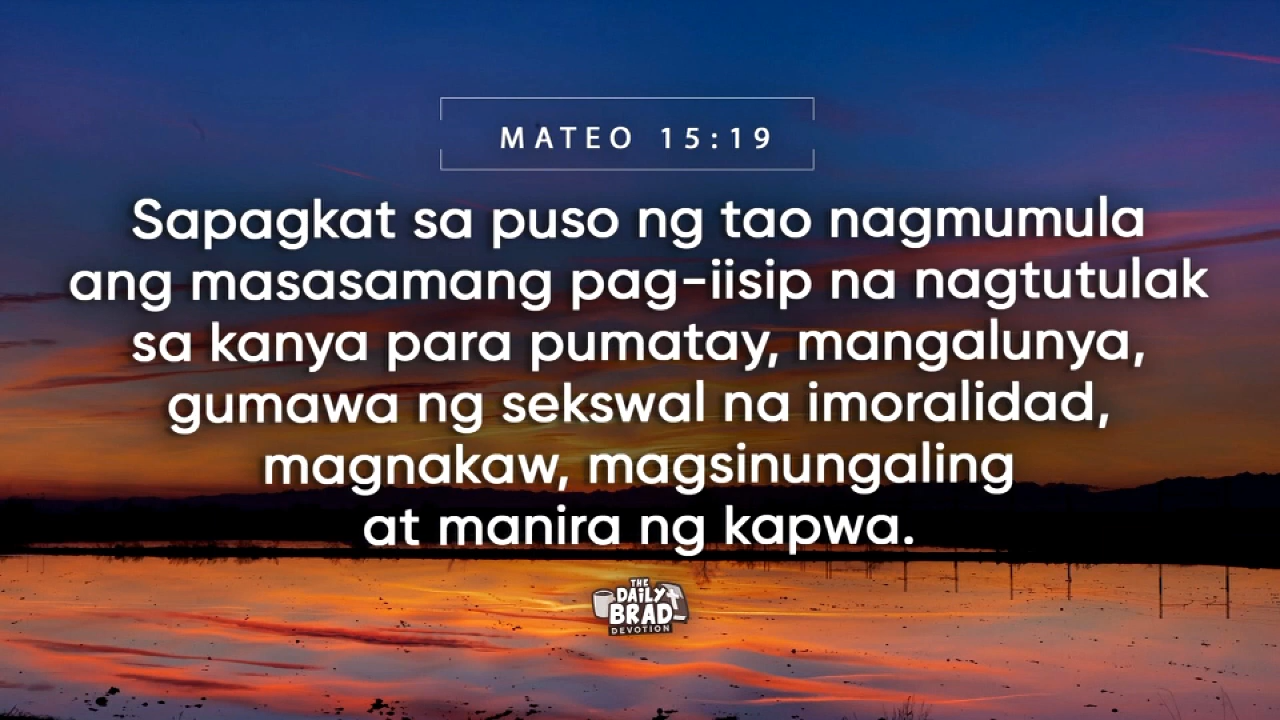 MATEO 15:19
Sapagkat sa puso ng tao nagmumula
ang masasamang pag-iisip na nagtutulak
sa kanya para pumatay, mangalunya,
gumawa ng sekswal na imoralidad,
magnakaw, magsinungaling
at manira ng kapwa.
THE
DAILY
BRAD
DEVOTION